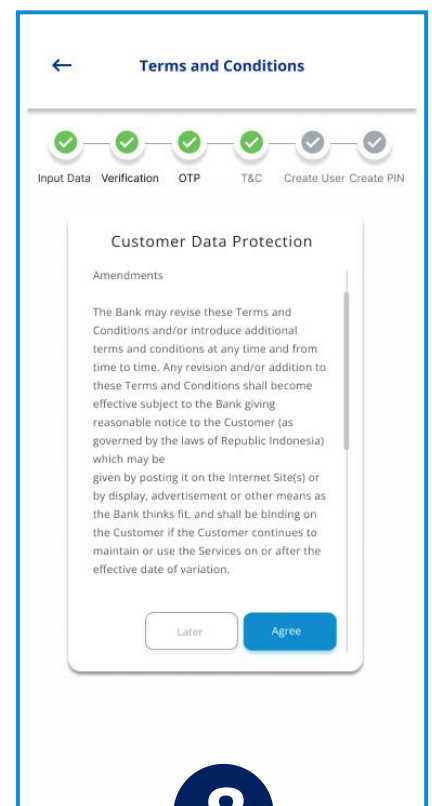 Terms and Conditions
Input Data Verification OTP T&C Create User Create PIN
Customer Data Protection
Amendments
The Bank may revise these Terms and
Conditions and/or introduce additional
terms and conditions at any time and from
time to time. Any revision and/or addition to
these Terms and Conditions shall become
effective subject to the Bank giving
reasonable notice to the Customer (as
governed by the laws of Republic Indonesia)
which may be
given by posting it on the Internet Site(s) or
by display, advertisement or other means as
the Bank thinks fit, and shall be binding on
the Customer if the Customer continues to
maintain or use the Services on or after the
effective date of variation.
Later Agree